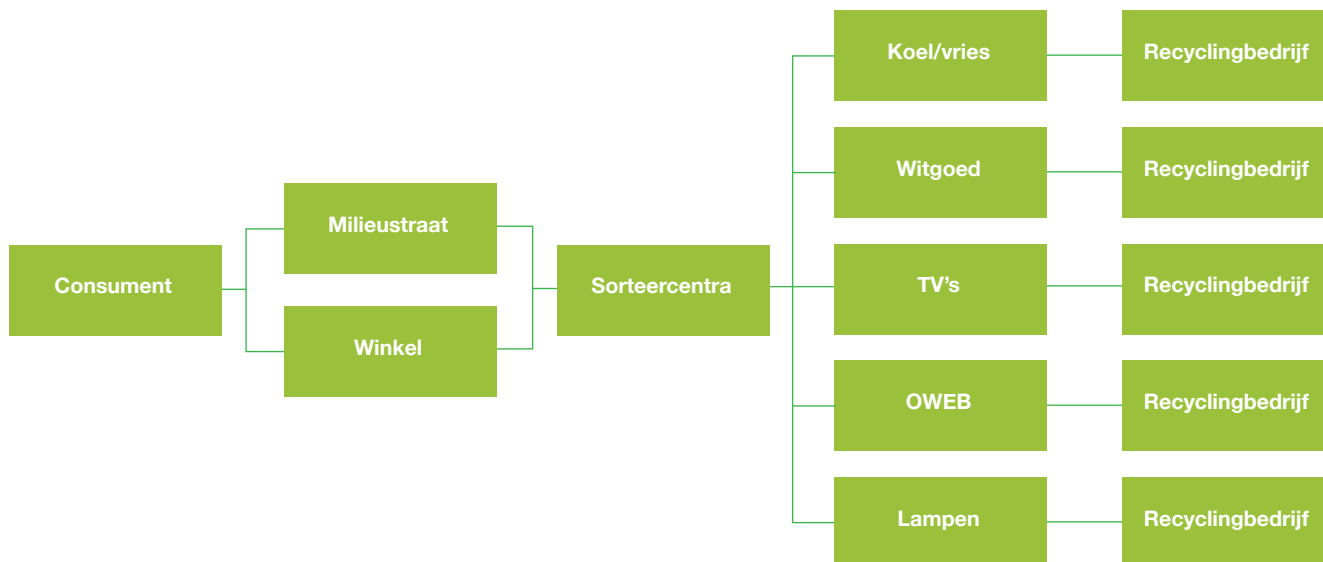 Consument
Milieustraat
Winkel
Sorteercentra
Koel/vries
Recyclingbedrijf
Witgoed
Recyclingbedrijf
TV’s
Recyclingbedrijf
OWEB
Recyclingbedrijf
Lampen
Recyclingbedrijf